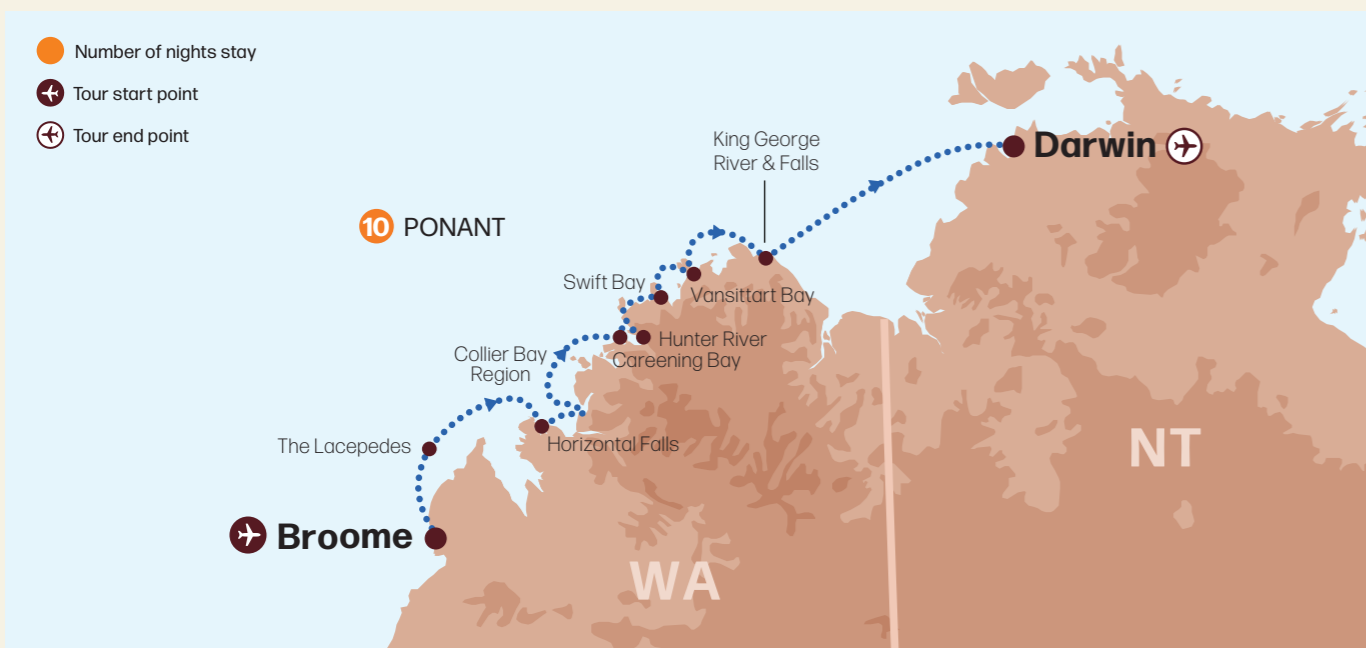 Number of nights stay
Tour start point
Tour end point
King George
River & Falls
Darwin
10 PONANT
Swift Bay
Vansittart Bay
Hunter River
Careening Bay
Collier Bay
Region
The Lacepedes
Horizontal Falls
Broome
NT
WA